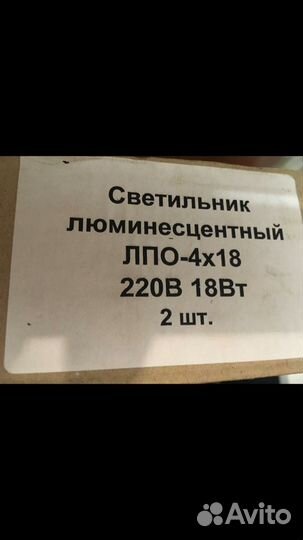 Светильник
люминесцентный
ЛПО-4х18
220В 18Вт
2 шт.
Avito